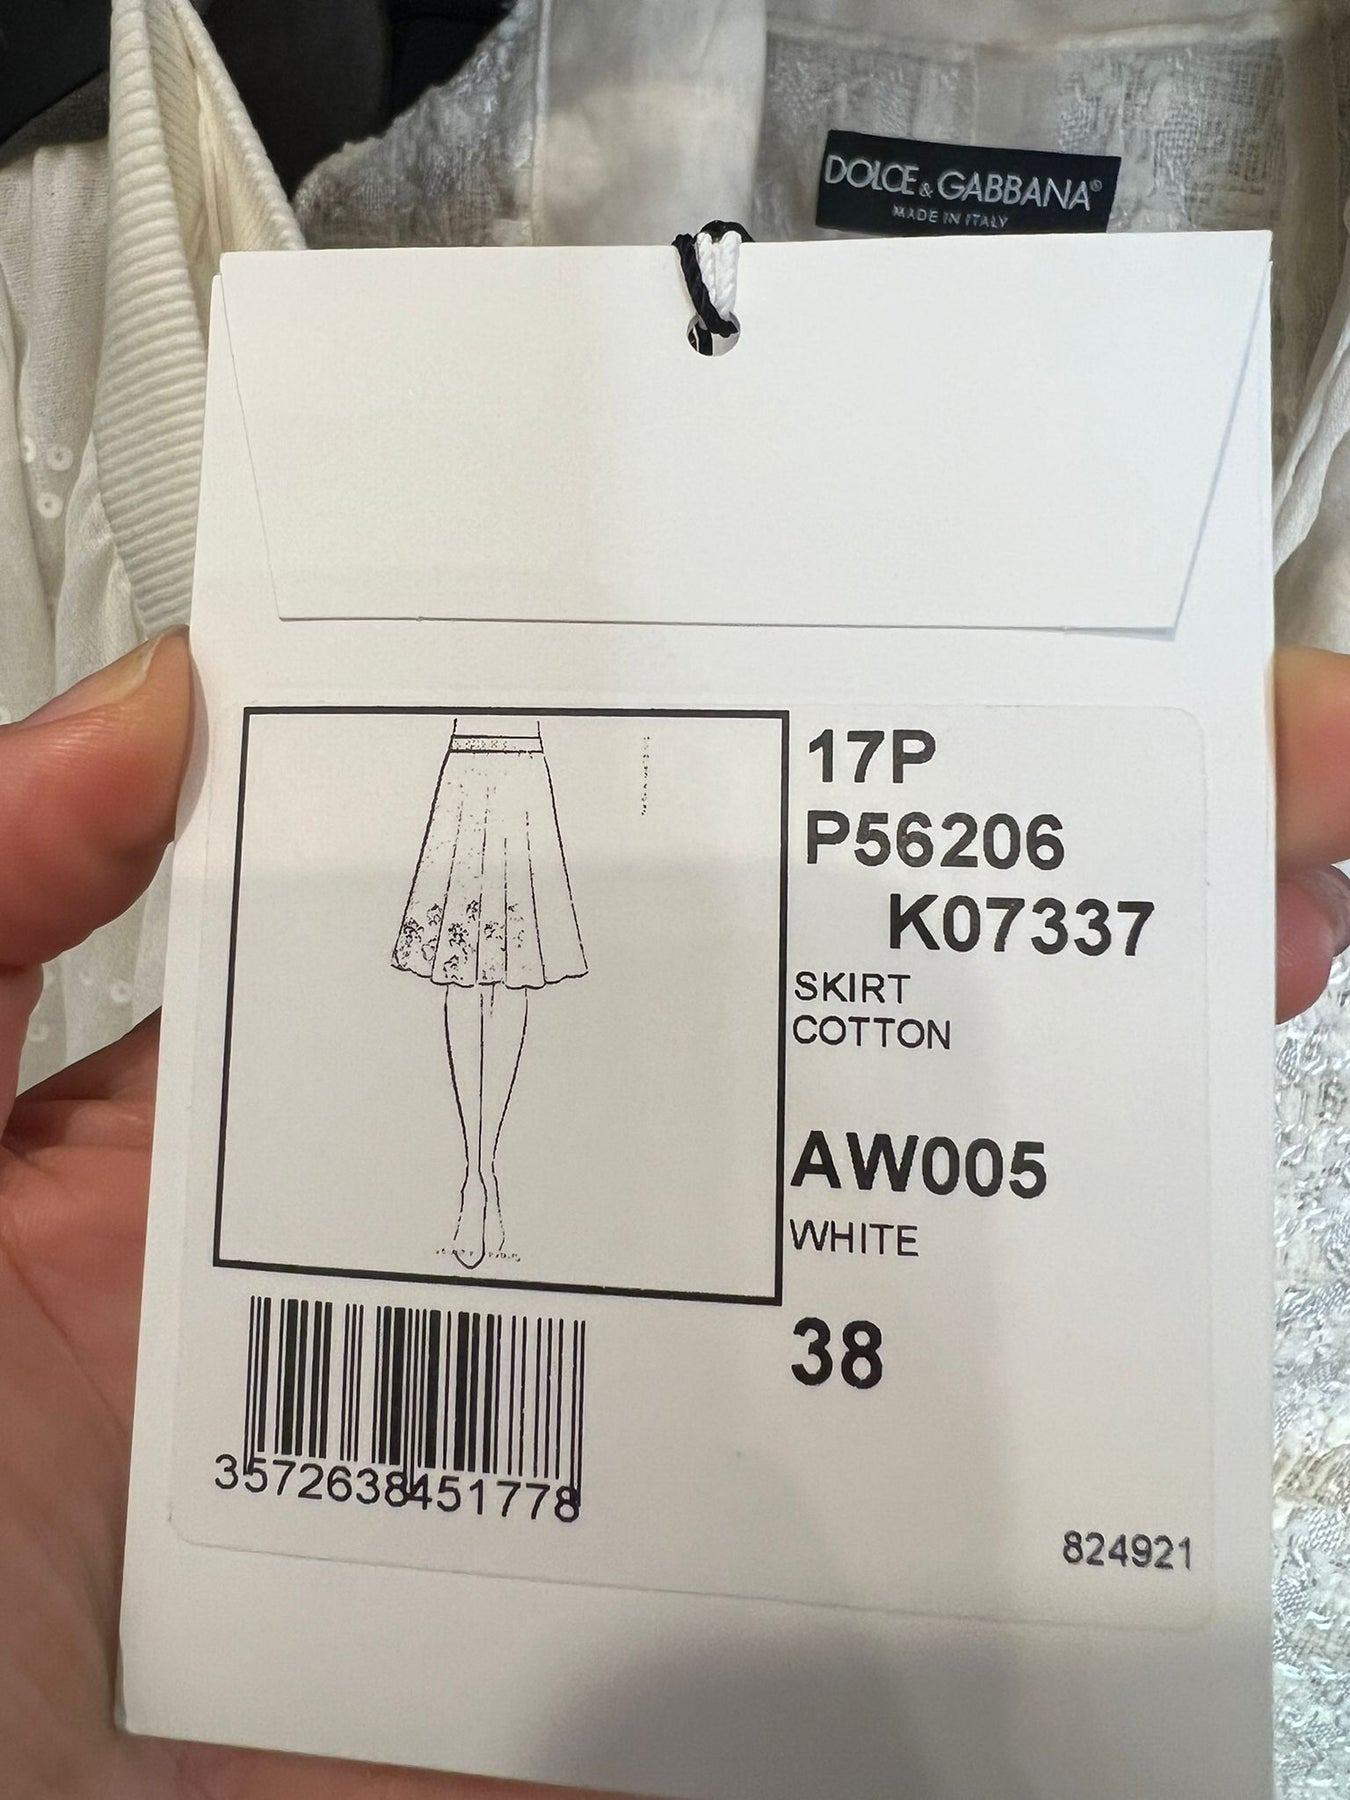 DOLCE & GABBANA®
MADE IN ITALY
17P
P56206
K07337
SKIRT
COTTON
AW005
WHITE
38
3572638451778
824921